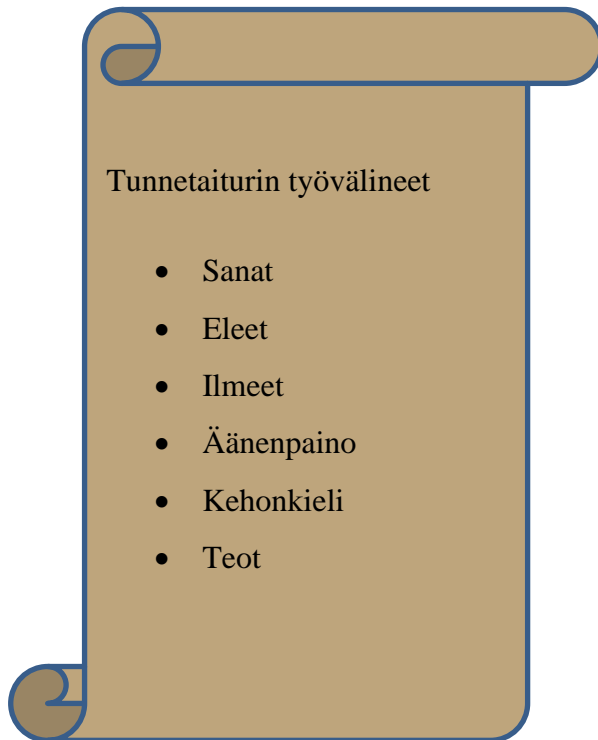 Tunnetaiturin työvälineet
• Sanat
• Eleet
• Ilmeet
• Äänenpaino
• Kehonkieli
• Teot